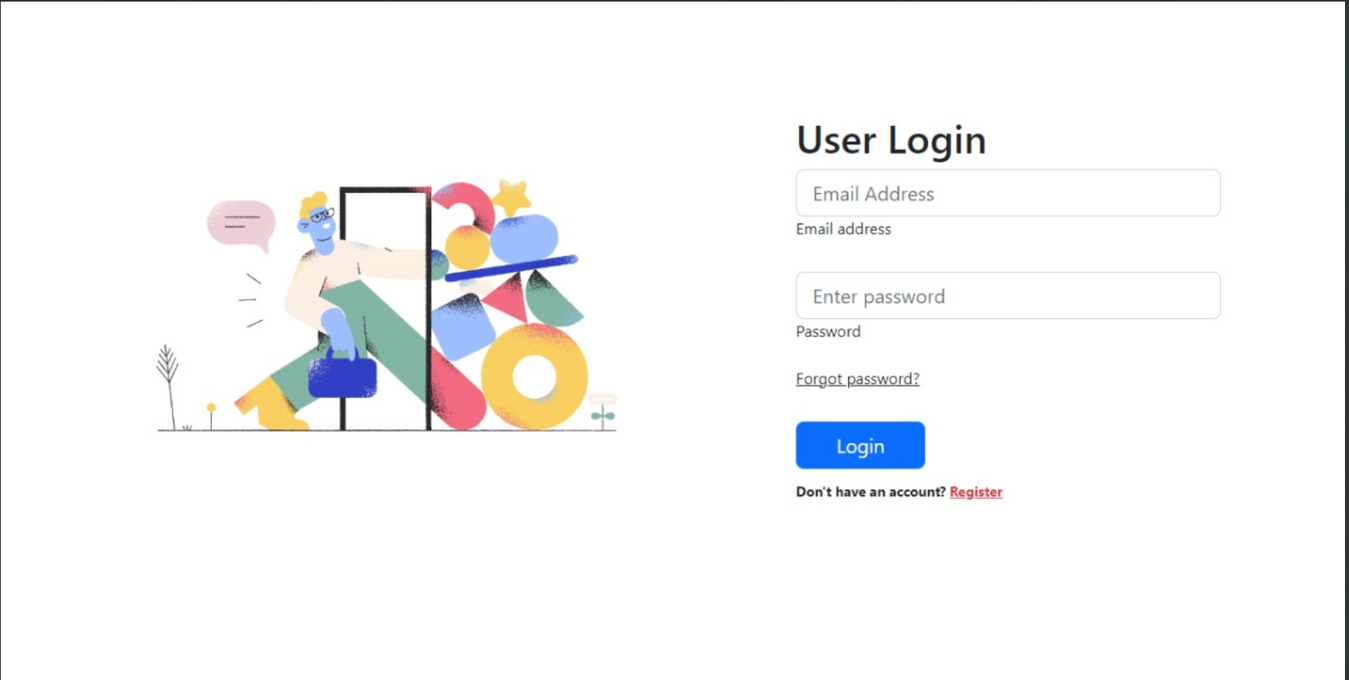 User Login
Email Address
Email address
Enter password
Password
Forgot password?
Login
Don't have an account? Register